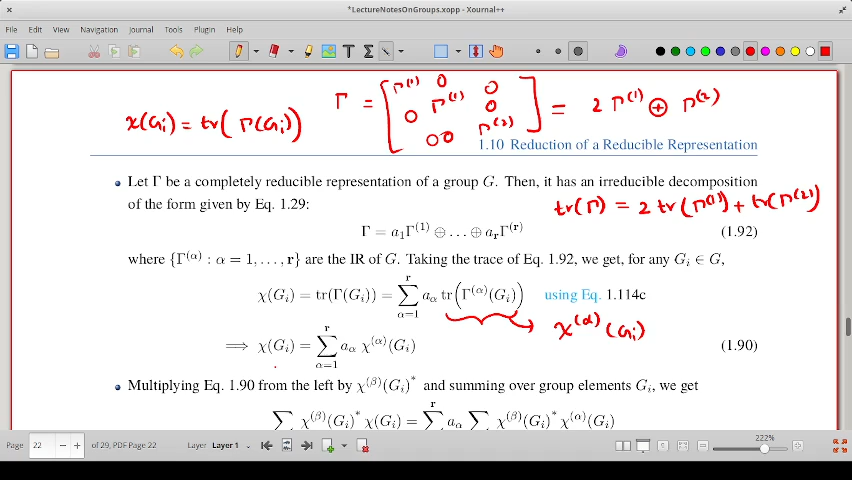 *LectureNotesOnGroups.xopp - Xournal++
File Edit View Navigation Journal Tools Plugin Help
χ(Gi) = tr( Γ(Gi) )
Γ = [ Γ^(1) 0 0
0 Γ^(1) 0
0 0 Γ^(2) ] = 2 Γ^(1) ⊕ Γ^(2)
1.10 Reduction of a Reducible Representation
• Let Γ be a completely reducible representation of a group G. Then, it has an irreducible decomposition
of the form given by Eq. 1.29:
tr(Γ) = 2 tr(Γ^(1)) + tr(Γ^(2))
Γ = a₁Γ^(1) ⊕ … ⊕ aᵣΓ^(r) (1.92)
where {Γ^(α) : α = 1, . . . , r} are the IR of G. Taking the trace of Eq. 1.92, we get, for any Gi ∈ G,
χ(Gi) = tr(Γ(Gi)) = ∑_{α=1}^{r} a_α tr(Γ^(α)(Gi)) using Eq. 1.114c
χ^(α)(Gi)
⟹ χ(Gi) = ∑_{α=1}^{r} a_α χ^(α)(Gi) (1.90)
• Multiplying Eq. 1.90 from the left by χ^(β)(Gi)* and summing over group elements Gi, we get
∑ χ^(β)(Gi)* χ(Gi) = ∑^{r} a_α ∑ χ^(β)(Gi)* χ^(α)(Gi)
Page 22 of 29, PDF Page 22 Layer Layer 1 222%